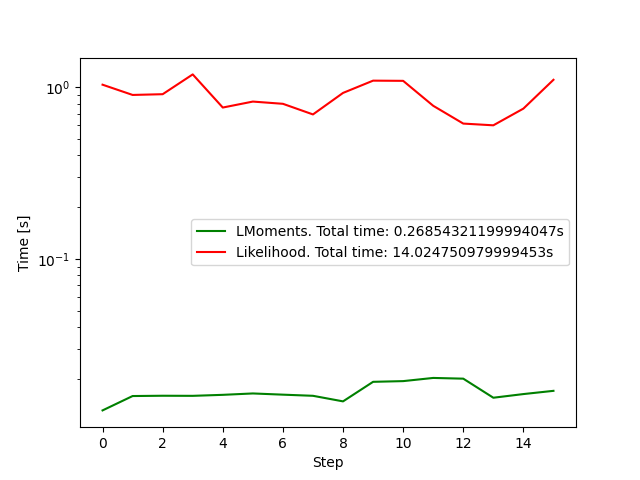 10⁰
10⁻¹
Time [s]
LMoments. Total time: 0.26854321199994047s
Likelihood. Total time: 14.024750979999453s
0 2 4 6 8 10 12 14
Step